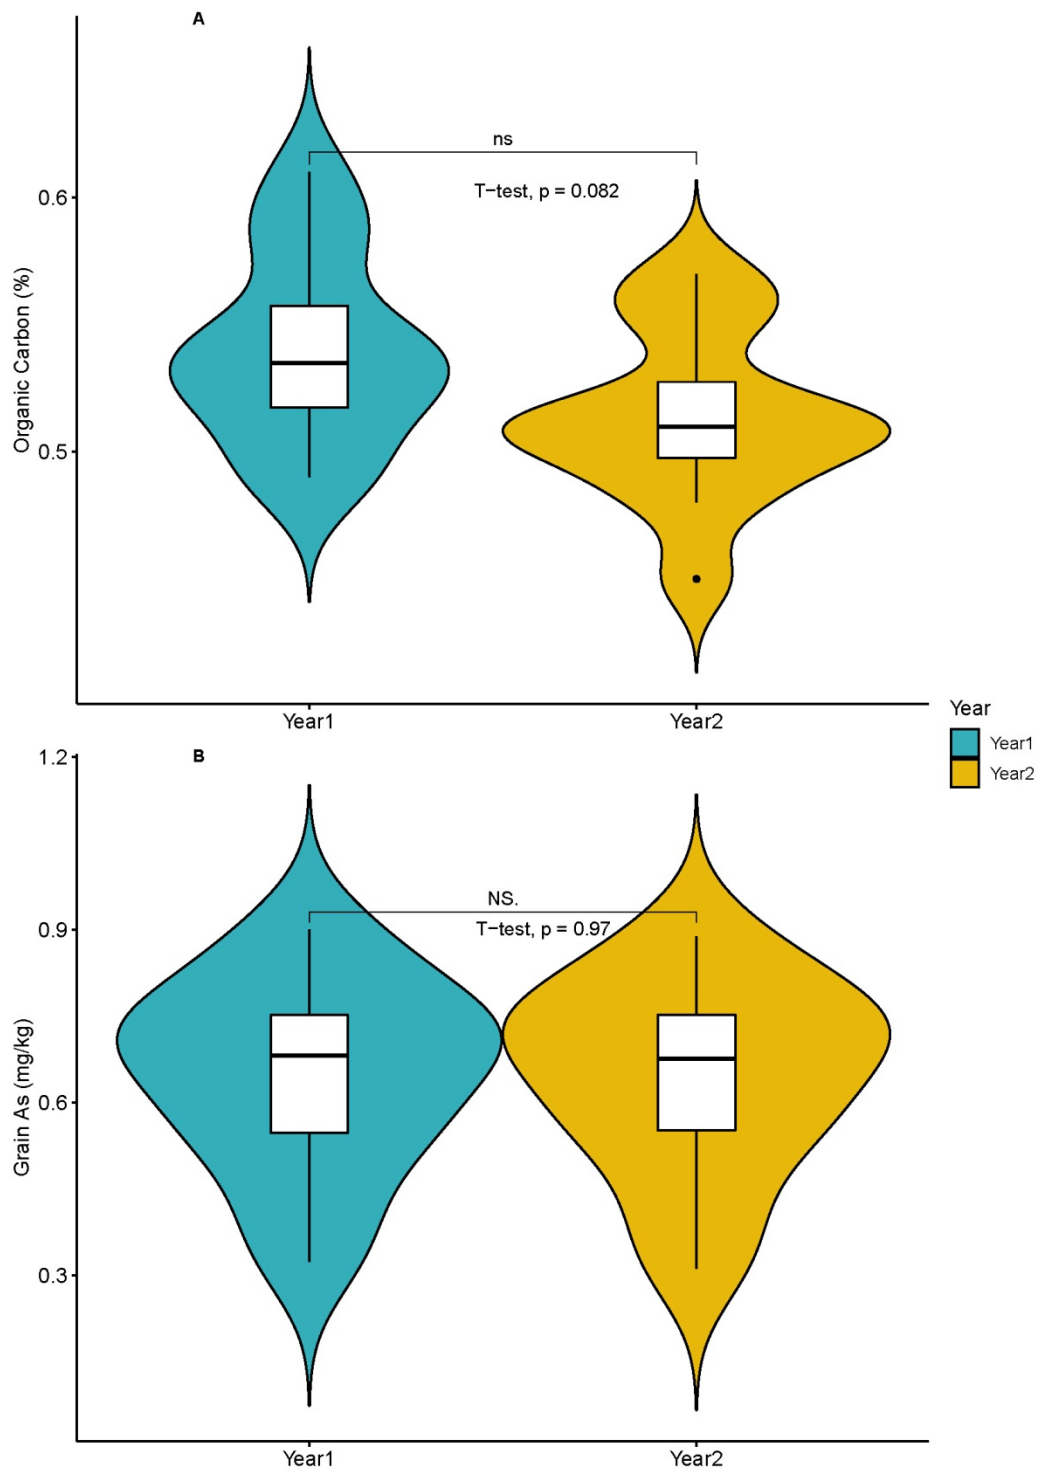 A
ns
T-test, p = 0.082
0.6
0.5
Organic Carbon (%)
Year1
Year2
Year
Year1
Year2
B
1.2
NS.
T-test, p = 0.97
0.9
0.6
0.3
Grain As (mg/kg)
Year1
Year2